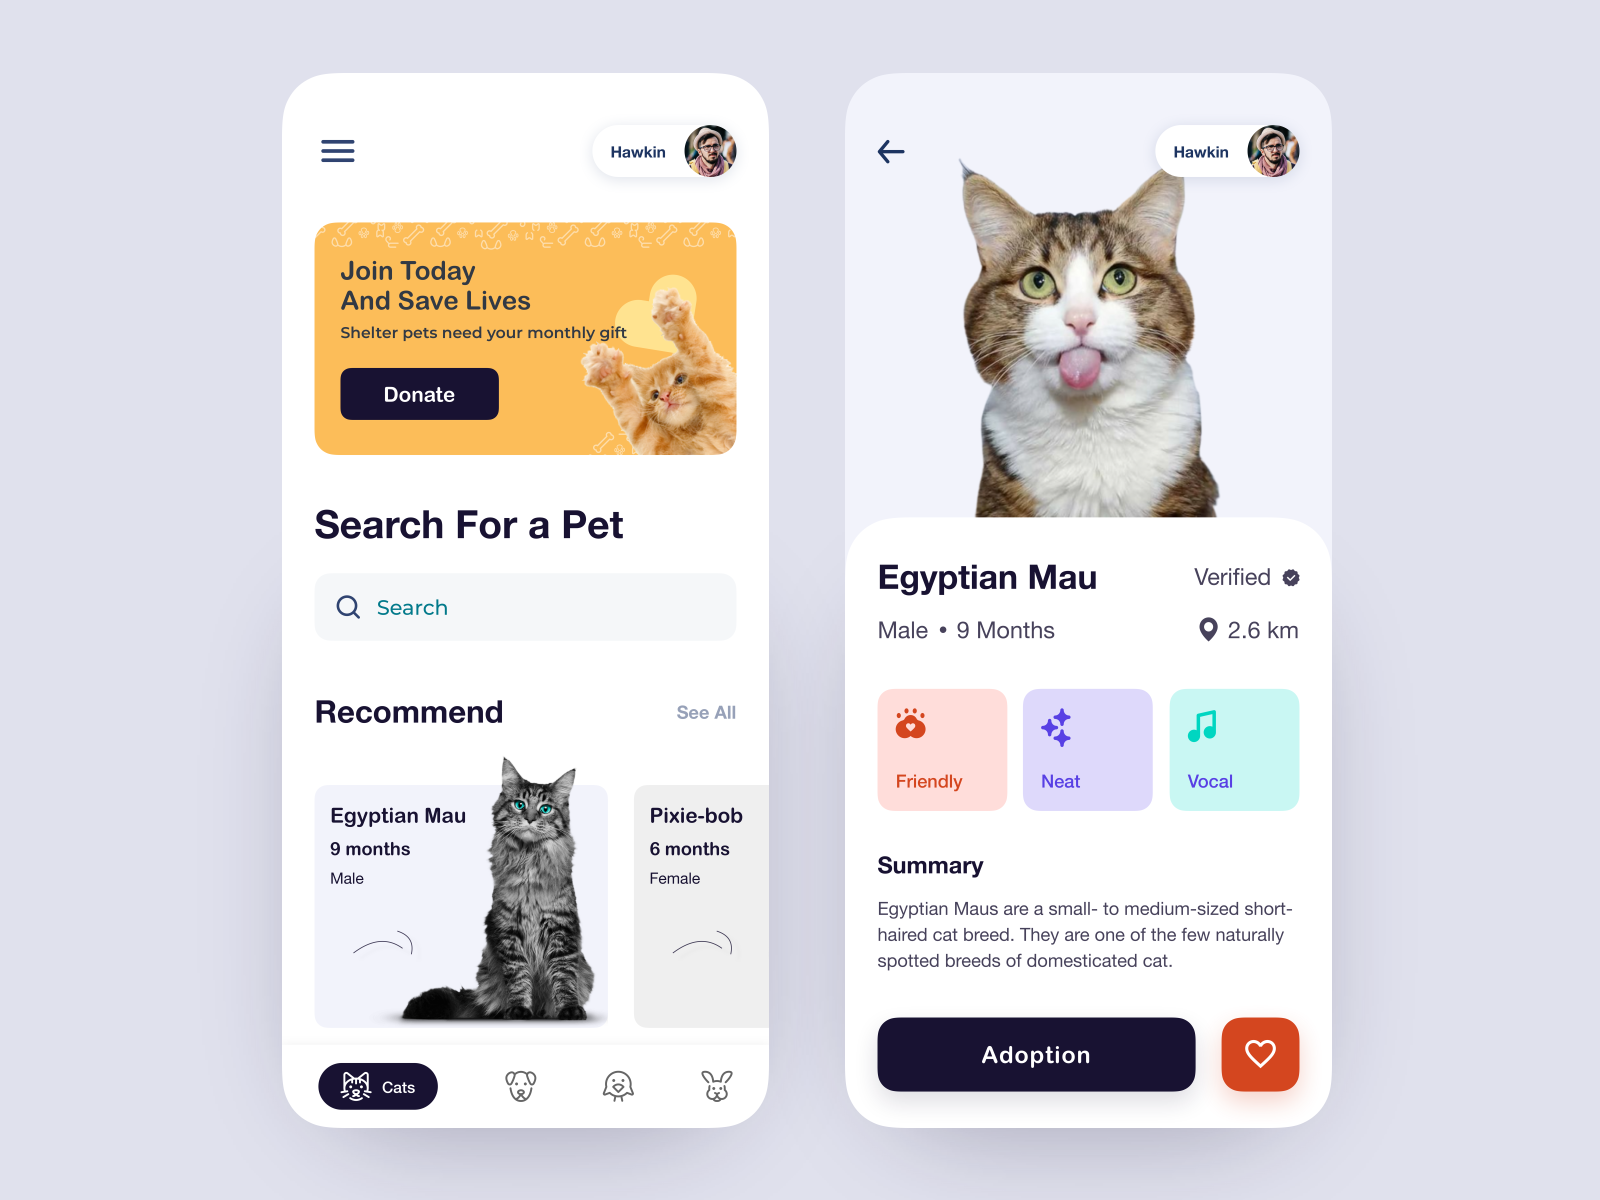 Hawkin
Join Today
And Save Lives
Shelter pets need your monthly gift
Donate
Search For a Pet
Search
Recommend
See All
Egyptian Mau
9 months
Male
Pixie-bob
6 months
Female
Cats
Hawkin
Egyptian Mau
Verified
Male • 9 Months
2.6 km
Friendly
Neat
Vocal
Summary
Egyptian Maus are a small- to medium-sized short-
haired cat breed. They are one of the few naturally
spotted breeds of domesticated cat.
Adoption